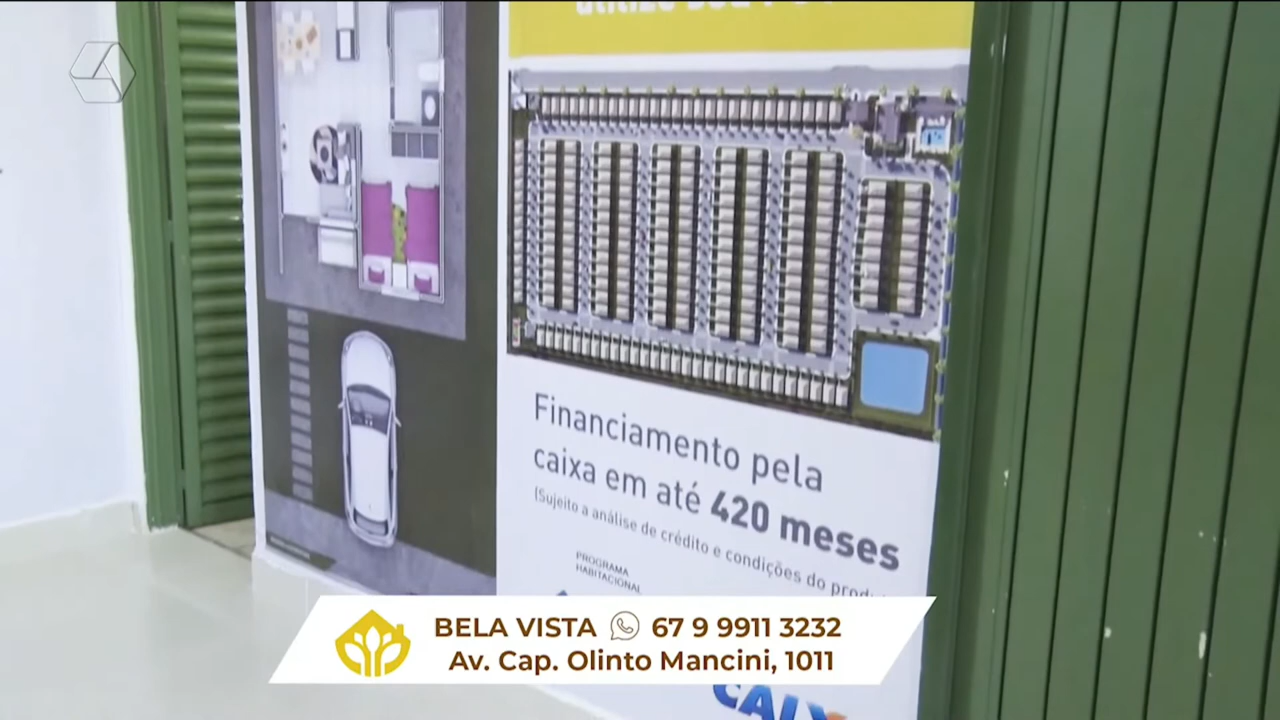 Financiamento pela
caixa em até 420 meses
(Sujeito a análise de crédito e condições do
PROGRAMA
HABITACIONAL
BELA VISTA 67 9 9911 3232
Av. Cap. Olinto Mancini, 1011
CAIXA